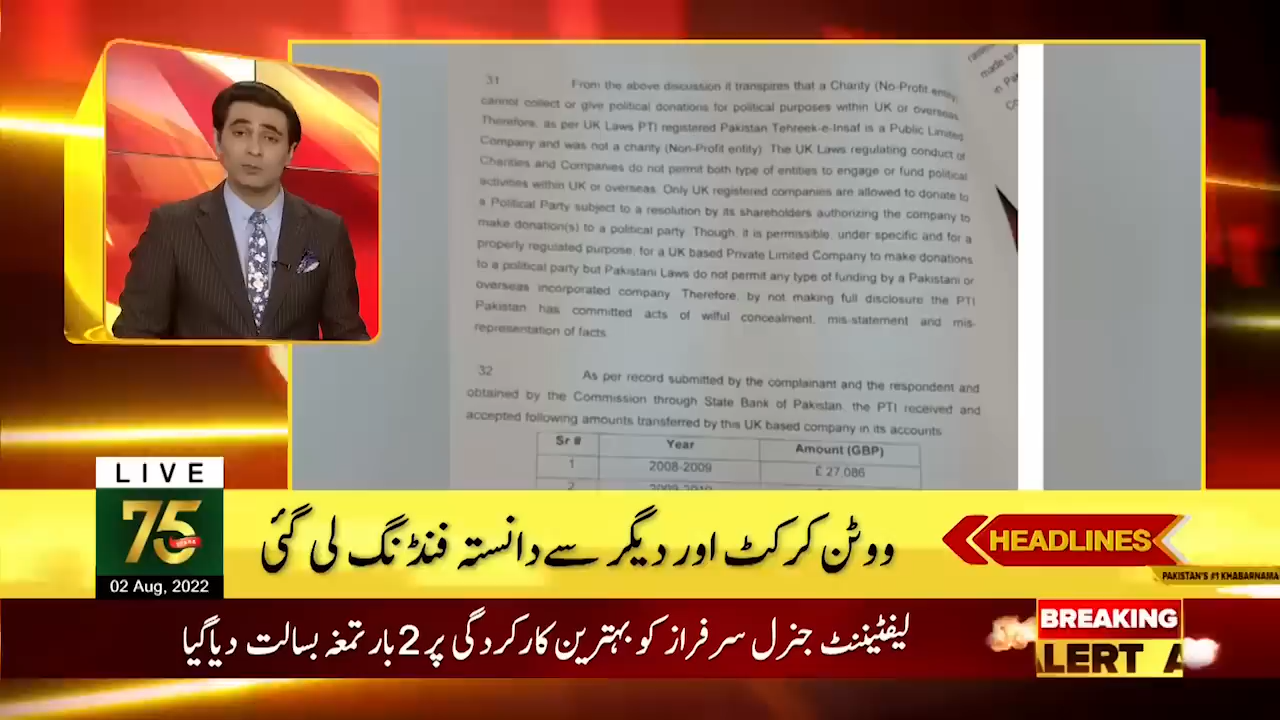 31 From the above discussion it transpires that a Charity (No-Profit entity)
cannot collect or give political donations for political purposes within UK or overseas.
Therefore, as per UK Laws PTI registered Pakistan Tehreek-e-Insaf is a Public Limited
Company and was not a charity (Non-Profit entity). The UK Laws regulating conduct of
Charities and Companies do not permit both type of entities to engage or fund political
activities within UK or overseas. Only UK registered companies are allowed to donate to
a Political Party subject to a resolution by its shareholders authorizing the company to
make donation(s) to a political party. Though, it is permissible, under specific and for a
properly regulated purpose, for a UK based Private Limited Company to make donations
to a political party but Pakistani Laws do not permit any type of funding by a Pakistani or
overseas incorporated company. Therefore, by not making full disclosure the PTI
Pakistan has committed acts of wilful concealment, mis-statement and mis-
representation of facts.
made to
in Pak
32 As per record submitted by the complainant and the respondent and
obtained by the Commission through State Bank of Pakistan, the PTI received and
accepted following amounts transferred by this UK based company in its accounts
Sr # Year Amount (GBP)
1 2008-2009 £ 27,086
2 2009-2010
LIVE
75
YEARS
02 Aug, 2022
ووٹن کرکٹ اور دیگر سے دانستہ فنڈنگ لی گئی
HEADLINES
PAKISTAN'S #1 KHABARNAMA
لیفٹیننٹ جنرل سرفراز کو بہترین کارکردگی پر 2 بار تمغہ بسالت دیا گیا
BREAKING
ALERT A